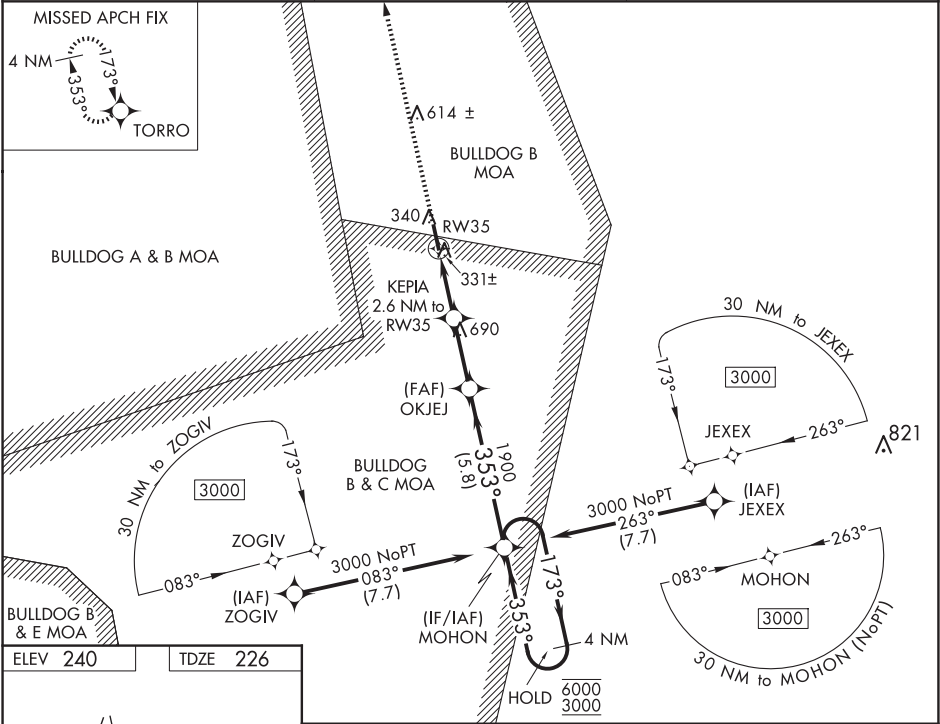 MISSED APCH FIX
4 NM
173°
353°
TORRO
614 ±
BULLDOG B
MOA
340
RW35
BULLDOG A & B MOA
331±
KEPIA
2.6 NM to
RW35
690
30 NM to JEXEX
173°
3000
(FAF)
OKJEJ
JEXEX
263°
821
30 NM to ZOGIV
173°
3000
1900
353°
(5.8)
BULLDOG
B & C MOA
3000 NoPT
263°
(7.7)
(IAF)
JEXEX
ZOGIV
083°
3000 NoPT
083°
(7.7)
(IAF)
ZOGIV
173°
353°
(IF/IAF)
MOHON
4 NM
HOLD
6000
3000
083°
263°
MOHON
3000
30 NM to MOHON (NoPT)
BULLDOG B
& E MOA
ELEV 240
TDZE 226